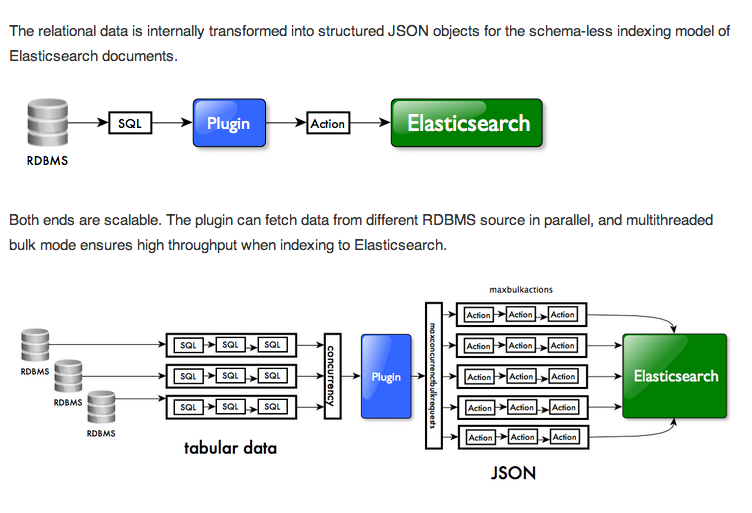 The relational data is internally transformed into structured JSON objects for the schema-less indexing model of
Elasticsearch documents.
SQL
Plugin
Action
Elasticsearch
RDBMS
Both ends are scalable. The plugin can fetch data from different RDBMS source in parallel, and multithreaded
bulk mode ensures high throughput when indexing to Elasticsearch.
maxbulkactions
RDBMS
RDBMS
RDBMS
SQL SQL SQL
SQL SQL SQL
SQL SQL SQL
tabular data
concurrency
Plugin
maxconcurrenctbulkrequests
Action Action Action
Action Action Action
Action Action Action
Action Action Action
Action Action Action
JSON
Elasticsearch